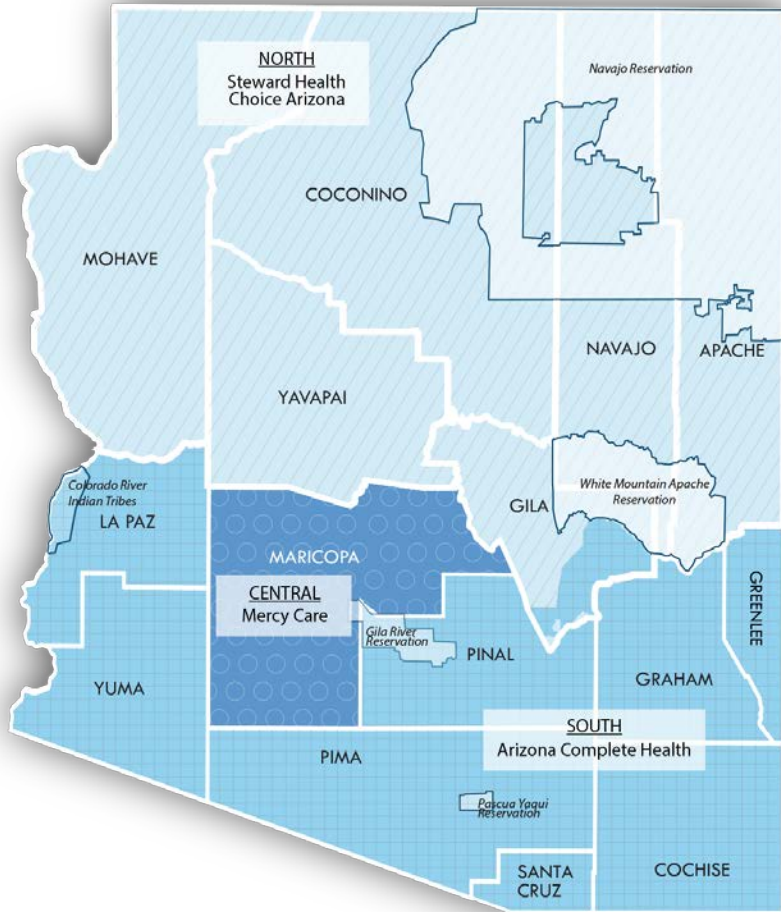 NORTH
Steward Health
Choice Arizona
Navajo Reservation
COCONINO
MOHAVE
NAVAJO
APACHE
YAVAPAI
Colorado River
Indian Tribes
LA PAZ
White Mountain Apache
Reservation
GILA
MARICOPA
CENTRAL
Mercy Care
Gila River
Reservation
PINAL
GREENLEE
YUMA
GRAHAM
SOUTH
Arizona Complete Health
PIMA
Pascua Yaqui
Reservation
SANTA
CRUZ
COCHISE